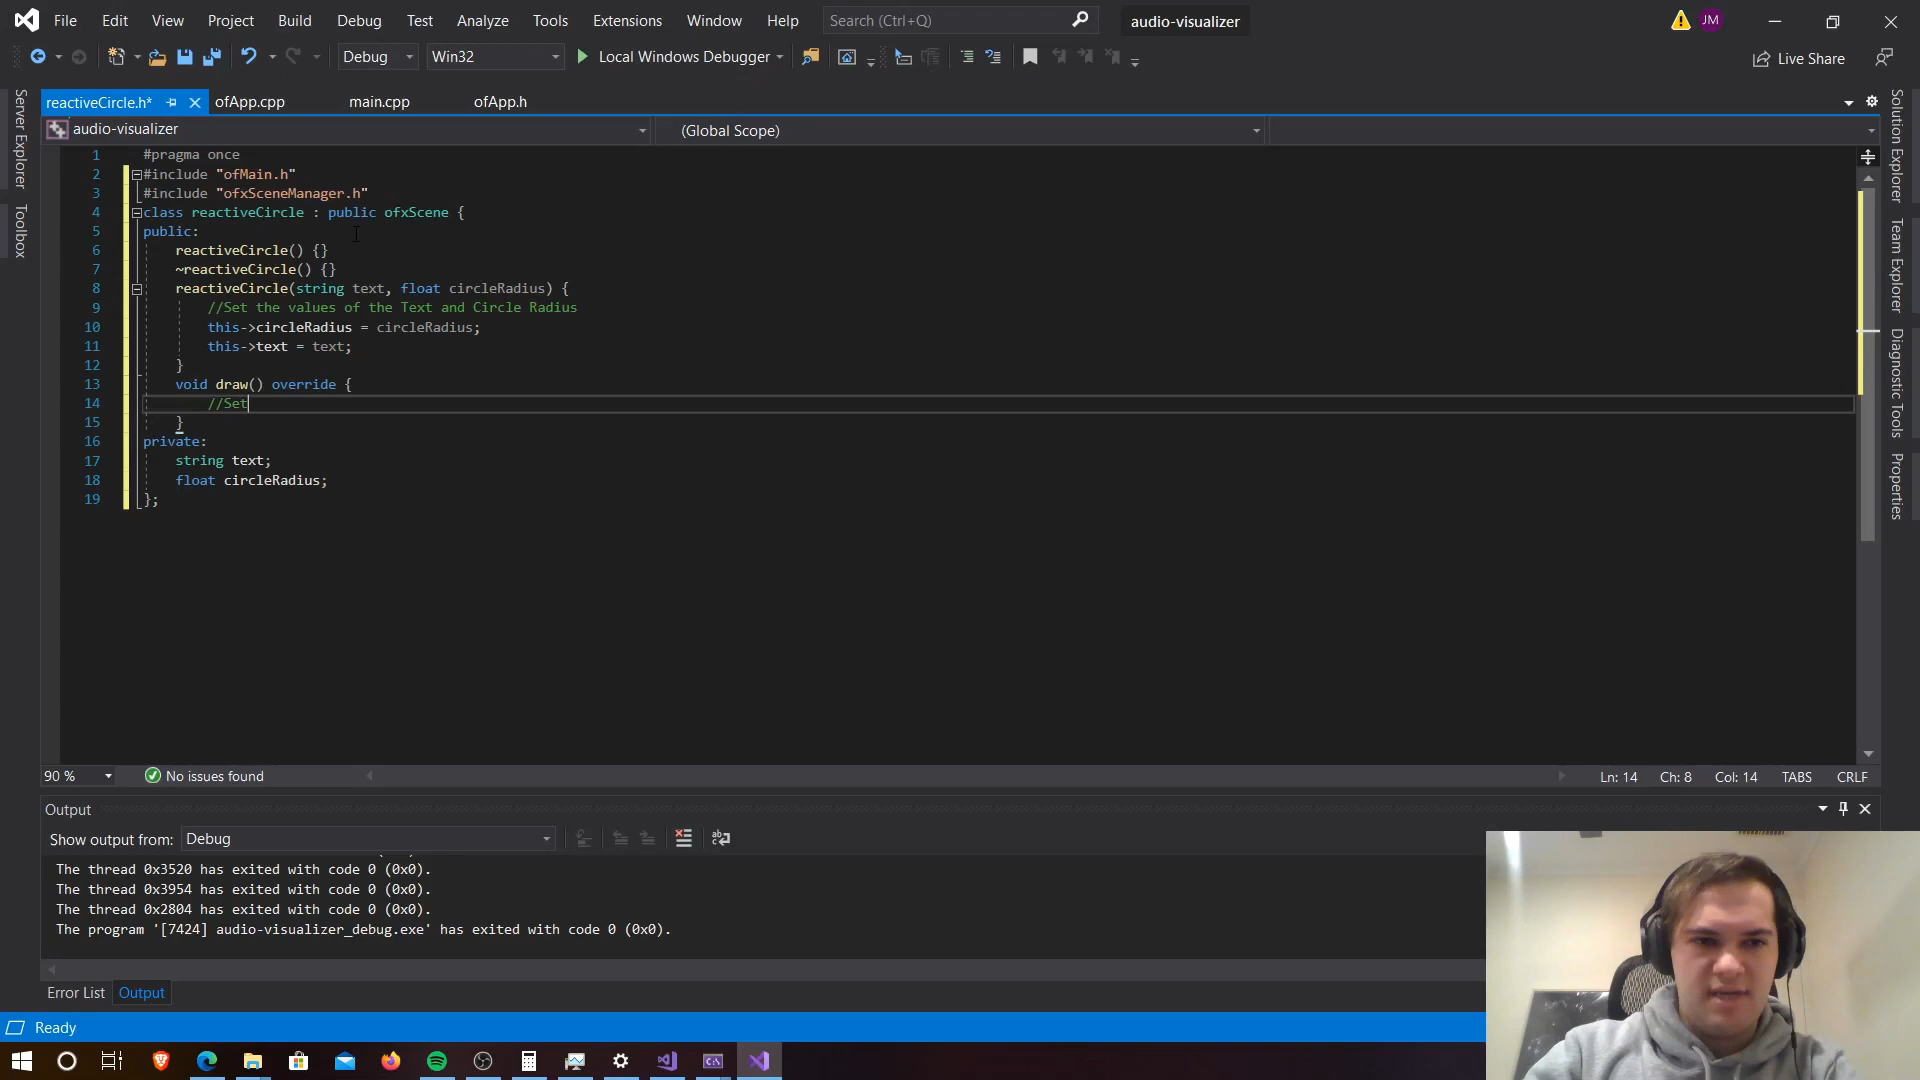 File Edit View Project Build Debug Test Analyze Tools Extensions Window Help Search (Ctrl+Q) audio-visualizer JM
Debug Win32 Local Windows Debugger Live Share
reactiveCircle.h* ofApp.cpp main.cpp ofApp.h
audio-visualizer (Global Scope)
1 #pragma once
2 #include "ofMain.h"
3 #include "ofxSceneManager.h"
4 class reactiveCircle : public ofxScene {
5 public:
6 reactiveCircle() {}
7 ~reactiveCircle() {}
8 reactiveCircle(string text, float circleRadius) {
9 //Set the values of the Text and Circle Radius
10 this->circleRadius = circleRadius;
11 this->text = text;
12 }
13 void draw() override {
14 //Set
15 }
16 private:
17 string text;
18 float circleRadius;
19 };
Server Explorer
Toolbox
Solution Explorer
Team Explorer
Diagnostic Tools
Properties
90 % No issues found Ln: 14 Ch: 8 Col: 14 TABS CRLF
Output
Show output from: Debug
The thread 0x3520 has exited with code 0 (0x0).
The thread 0x3954 has exited with code 0 (0x0).
The thread 0x2804 has exited with code 0 (0x0).
The program '[7424] audio-visualizer_debug.exe' has exited with code 0 (0x0).
Error List Output
Ready